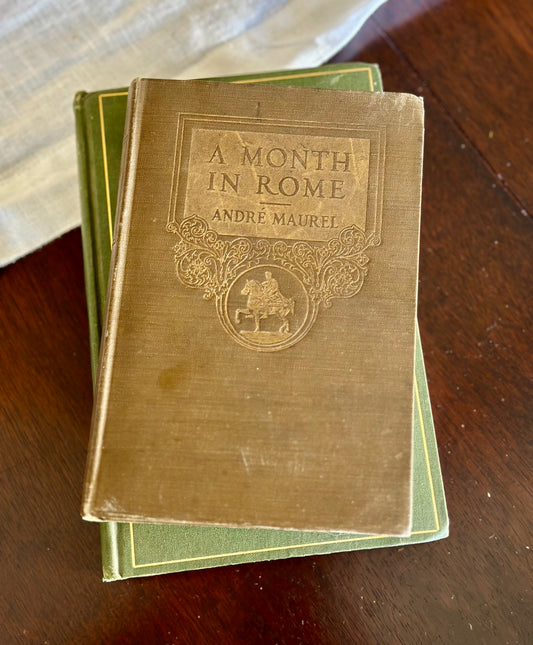 A MONTH
IN ROME
ANDRÉ MAUREL